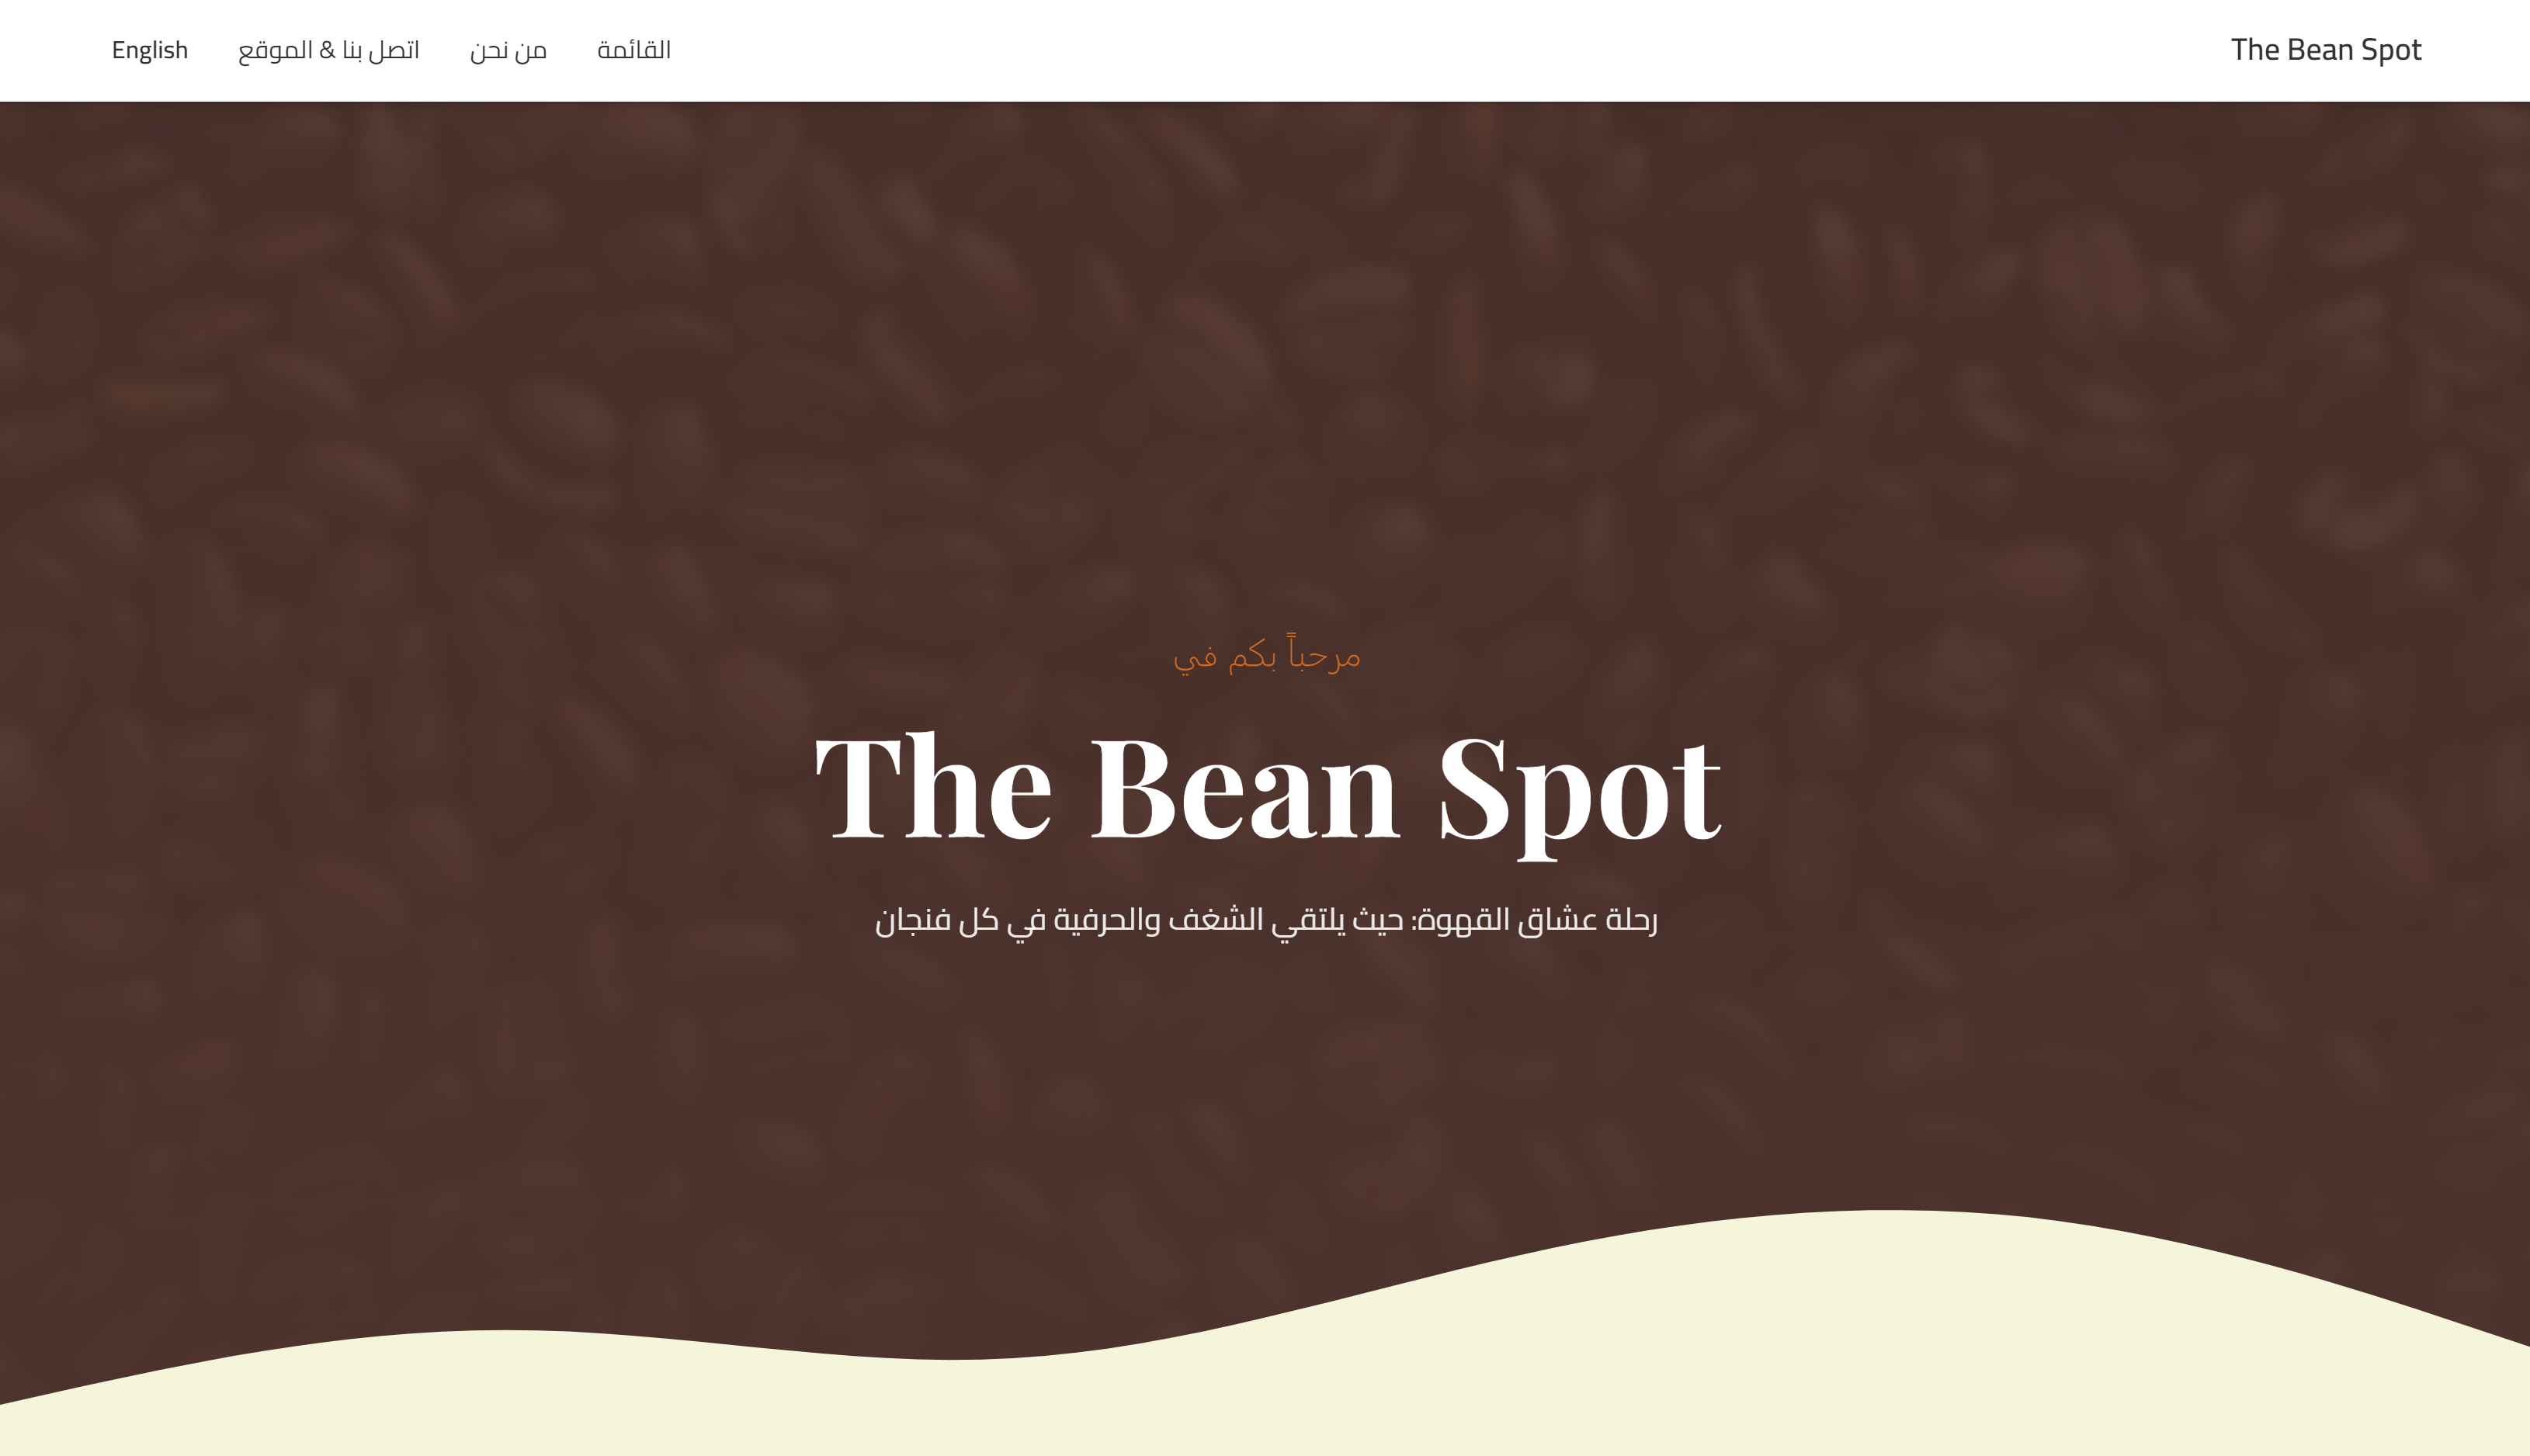 The Bean Spot
القائمة
من نحن
اتصل بنا & الموقع
English
مرحباً بكم في
The Bean Spot
رحلة عشاق القهوة: حيث يلتقي الشغف والحرفية في كل فنجان